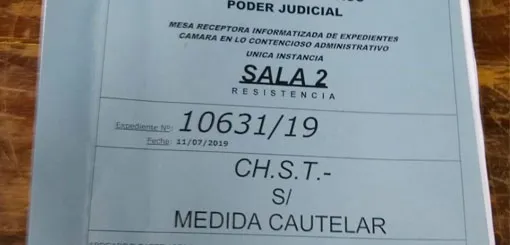 PODER JUDICIAL
MESA RECEPTORA INFORMATIZADA DE EXPEDIENTES
CAMARA EN LO CONTENCIOSO ADMINISTRATIVO
UNICA INSTANCIA
SALA 2
RESISTENCIA
Expediente Nº: 10631/19
Fecha: 11/07/2019
CH.S.T.-
S/
MEDIDA CAUTELAR